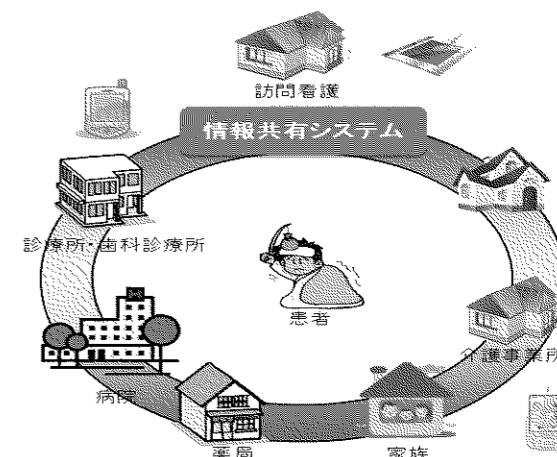 訪問看護
情報共有システム
診療所・歯科診療所
患者
介護事業所
病院
薬局
家族